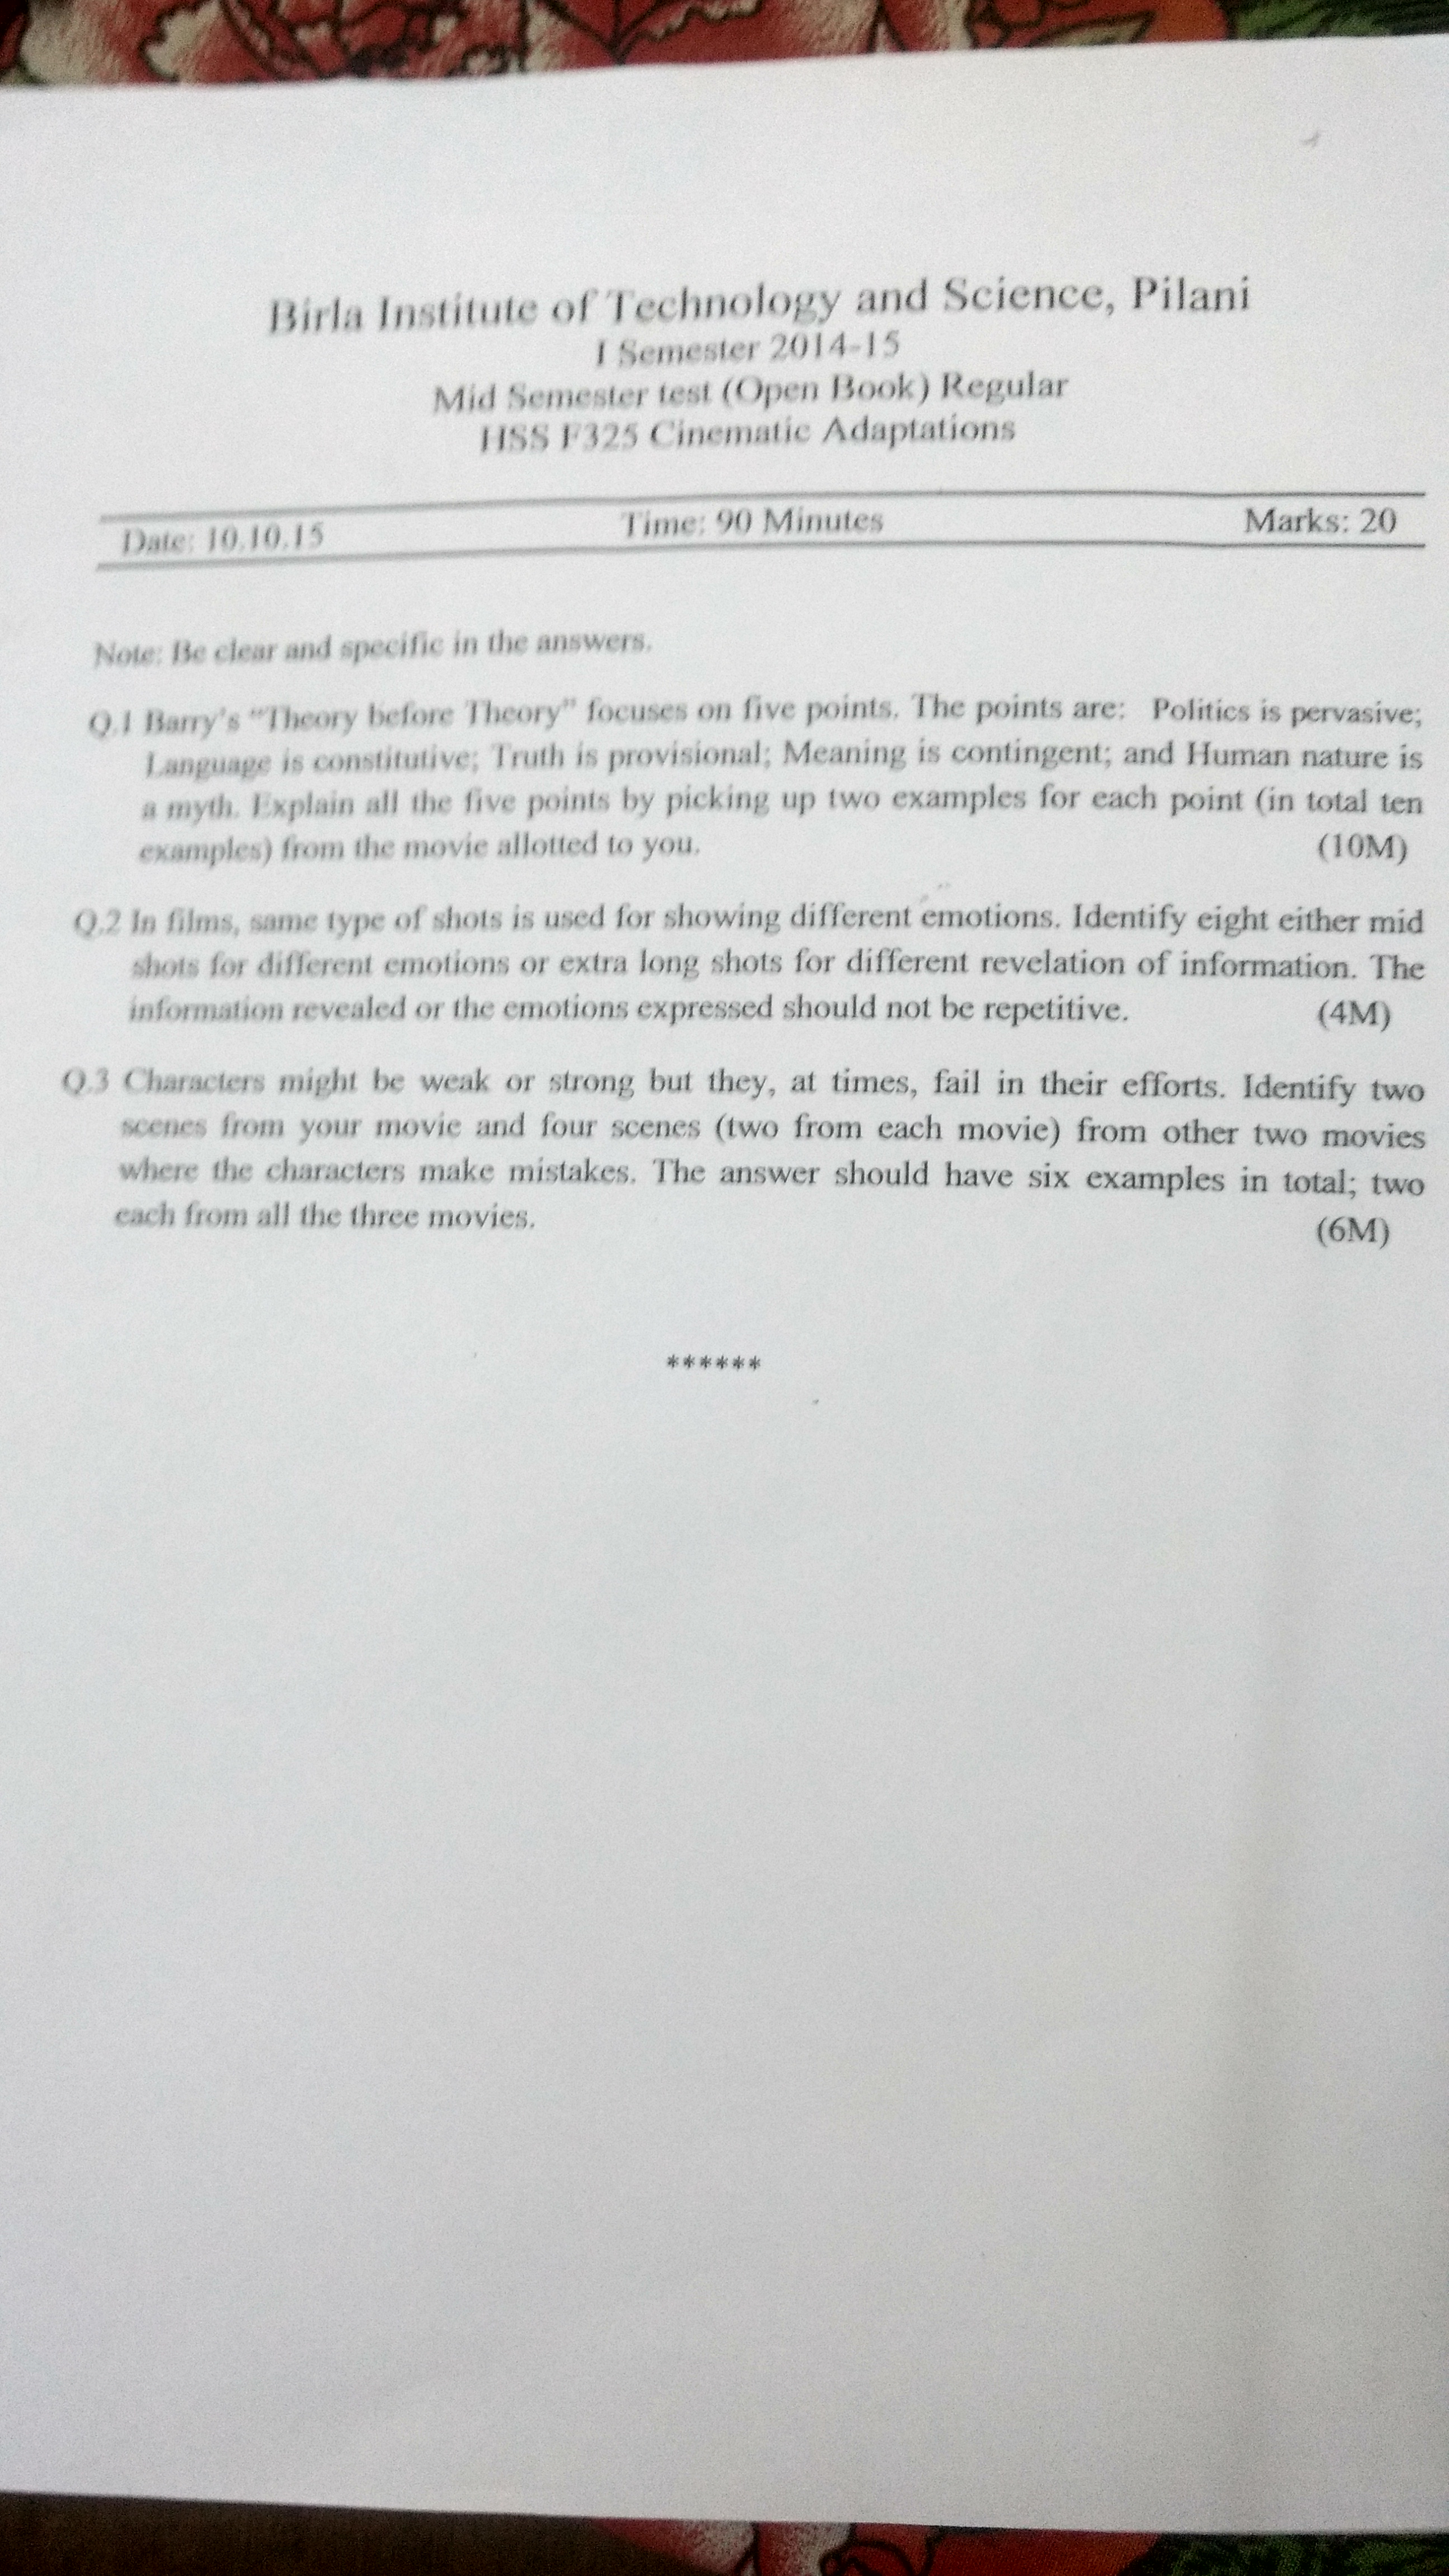 Birla Institute of Technology and Science, Pilani
I Semester 2014-15
Mid Semester test (Open Book) Regular
HSS F325 Cinematic Adaptations
Date: 10.10.15 Time: 90 Minutes Marks: 20
Note: Be clear and specific in the answers.
Q.1 Barry's "Theory before Theory" focuses on five points. The points are: Politics is pervasive;
Language is constitutive; Truth is provisional; Meaning is contingent; and Human nature is
a myth. Explain all the five points by picking up two examples for each point (in total ten
examples) from the movie allotted to you. (10M)
Q.2 In films, same type of shots is used for showing different emotions. Identify eight either mid
shots for different emotions or extra long shots for different revelation of information. The
information revealed or the emotions expressed should not be repetitive. (4M)
Q.3 Characters might be weak or strong but they, at times, fail in their efforts. Identify two
scenes from your movie and four scenes (two from each movie) from other two movies
where the characters make mistakes. The answer should have six examples in total; two
each from all the three movies. (6M)
******